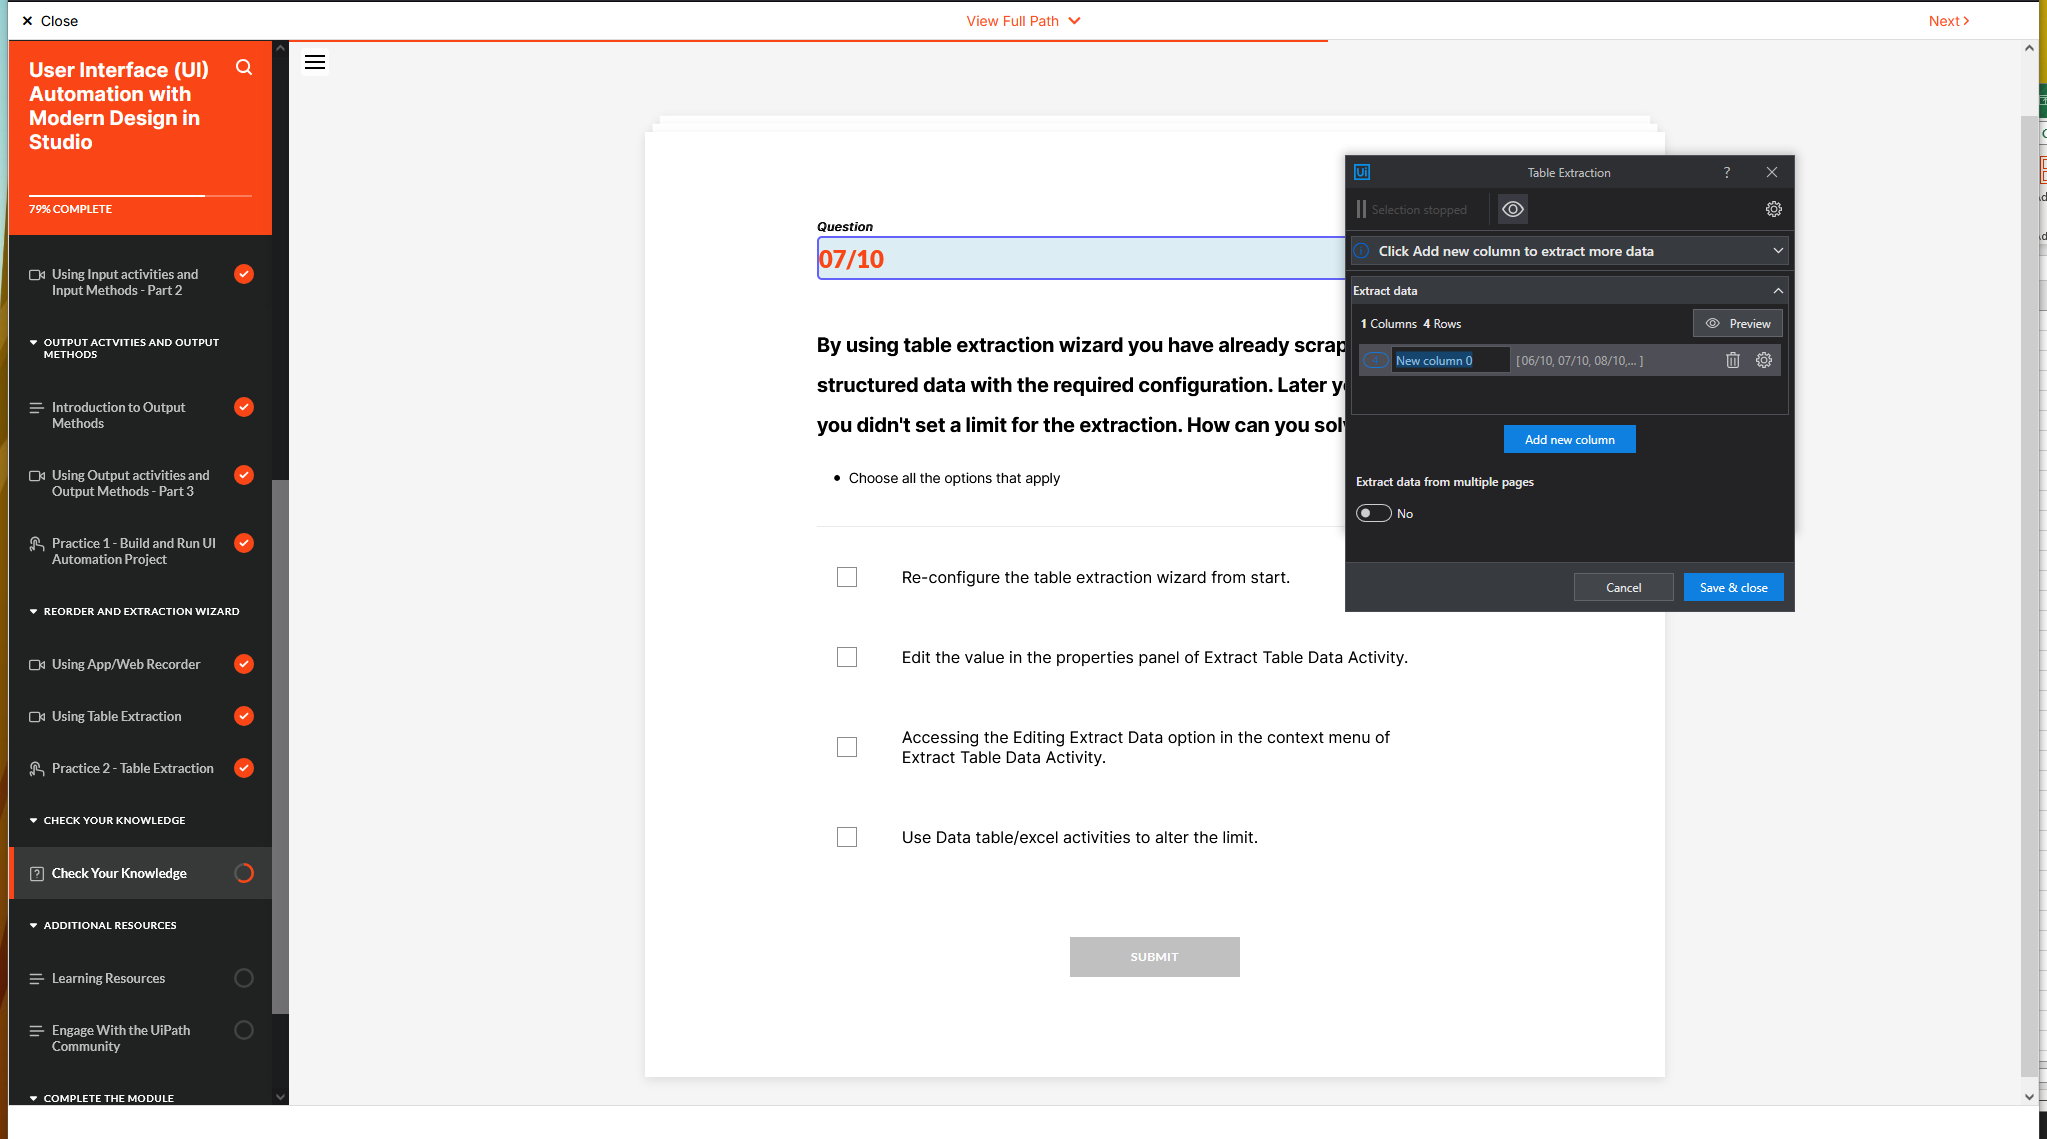 Close
View Full Path
Next
User Interface (UI)
Automation with
Modern Design in
Studio
79% COMPLETE
Using Input activities and
Input Methods - Part 2
OUTPUT ACTVITIES AND OUTPUT
METHODS
Introduction to Output
Methods
Using Output activities and
Output Methods - Part 3
Practice 1 - Build and Run UI
Automation Project
REORDER AND EXTRACTION WIZARD
Using App/Web Recorder
Using Table Extraction
Practice 2 - Table Extraction
CHECK YOUR KNOWLEDGE
Check Your Knowledge
ADDITIONAL RESOURCES
Learning Resources
Engage With the UiPath
Community
COMPLETE THE MODULE
Question
07/10
By using table extraction wizard you have already scrap
structured data with the required configuration. Later y
you didn't set a limit for the extraction. How can you sol
• Choose all the options that apply
Re-configure the table extraction wizard from start.
Edit the value in the properties panel of Extract Table Data Activity.
Accessing the Editing Extract Data option in the context menu of
Extract Table Data Activity.
Use Data table/excel activities to alter the limit.
SUBMIT
Ui
Table Extraction
?
Selection stopped
Click Add new column to extract more data
Extract data
1 Columns 4 Rows
Preview
4 New column 0 [ 06/10, 07/10, 08/10,... ]
Add new column
Extract data from multiple pages
No
Cancel
Save & close